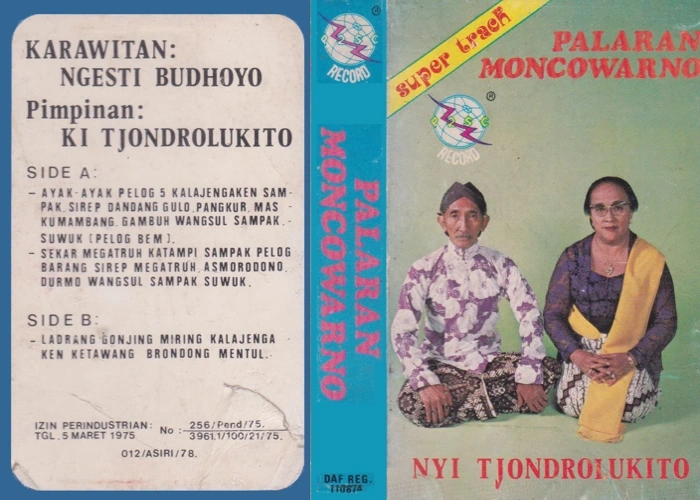 KARAWITAN:
NGESTI BUDHOYO
Pimpinan:
KI TJONDROLUKITO
SIDE A:
- AYAK-AYAK PELOG 5 KALAJENGAKEN SAM-
PAK, SIREP DANDANG GULO, PANGKUR, MAS
KUMAMBANG, GAMBUH WANGSUL SAMPAK.
SUWUK (PELOG BEM).
- SEKAR MEGATRUH KATAMPI SAMPAK PELOG
BARANG SIREP MEGATRUH, ASMORODONO,
DURMO WANGSUL SAMPAK SUWUK.
SIDE B:
- LADRANG GONJING MIRING KALAJENGA
KEN KETAWANG BRONDONG MENTUL.
IZIN PERINDUSTRIAN:
TGL. 5 MARET 1975
No : 256/Pend/75.
3961.1/100/21/75.
012/ASIRI/78.
RECORD
PALARAN
MONCOWARNO
DAF REG.
super track
PALARAN
MONCOWARNO
®
RECORD
NYI TJONDROLUKITO